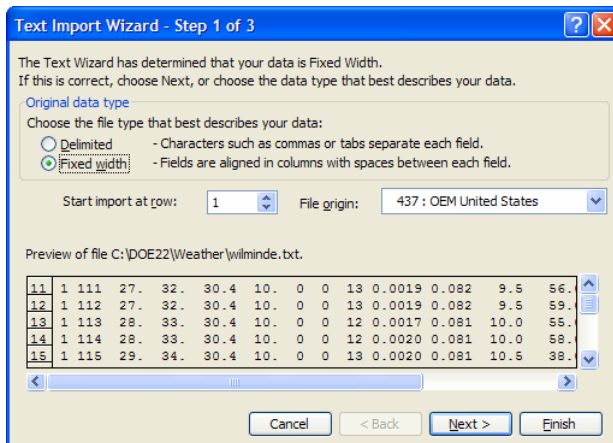 Text Import Wizard - Step 1 of 3
The Text Wizard has determined that your data is Fixed Width.
If this is correct, choose Next, or choose the data type that best describes your data.
Original data type
Choose the file type that best describes your data:
Delimited - Characters such as commas or tabs separate each field.
Fixed width - Fields are aligned in columns with spaces between each field.
Start import at row: 1 File origin: 437 : OEM United States
Preview of file C:\DOE22\Weather\wilminde.txt.
11 1 111 27. 32. 30.4 10. 0 0 13 0.0019 0.082 9.5 56.
12 1 112 27. 32. 30.4 10. 0 0 13 0.0019 0.082 9.5 59.
13 1 113 28. 33. 30.4 10. 0 0 12 0.0017 0.081 10.0 55.
14 1 114 28. 33. 30.4 10. 0 0 12 0.0020 0.081 10.0 58.
15 1 115 29. 34. 30.4 10. 0 0 13 0.0020 0.081 10.5 38.
Cancel < Back Next > Finish